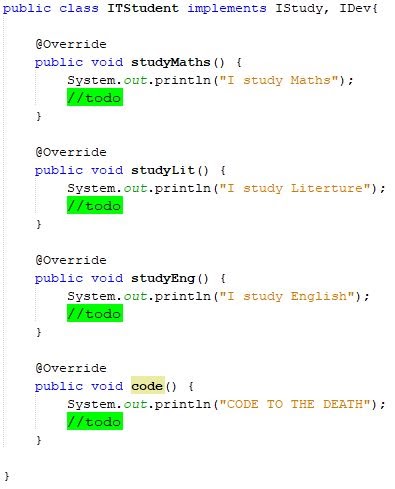 public class ITStudent implements IStudy, IDev{
@Override
public void studyMaths() {
System.out.println("I study Maths");
//todo
}
@Override
public void studyLit() {
System.out.println("I study Literture");
//todo
}
@Override
public void studyEng() {
System.out.println("I study English");
//todo
}
@Override
public void code() {
System.out.println("CODE TO THE DEATH");
//todo
}
}